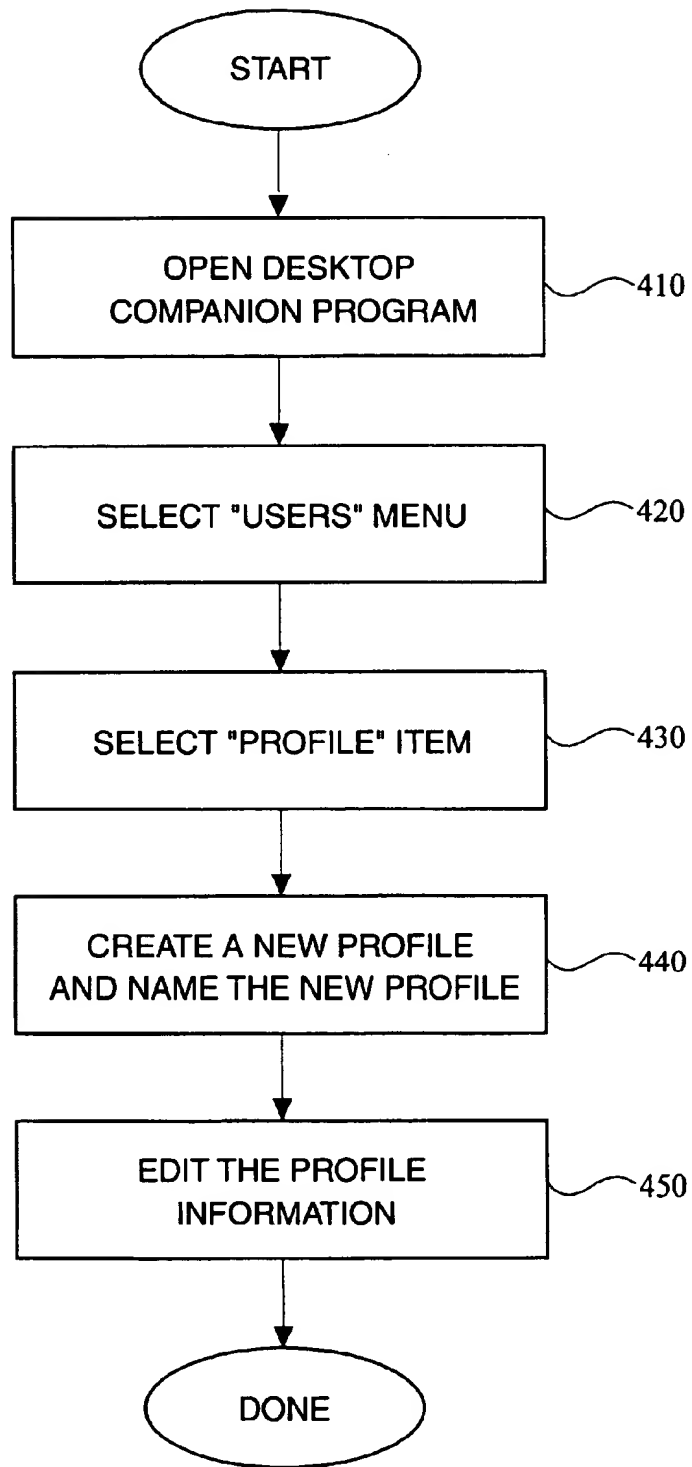 START
OPEN DESKTOP
COMPANION PROGRAM
410
SELECT "USERS" MENU
420
SELECT "PROFILE" ITEM
430
CREATE A NEW PROFILE
AND NAME THE NEW PROFILE
440
EDIT THE PROFILE
INFORMATION
450
DONE